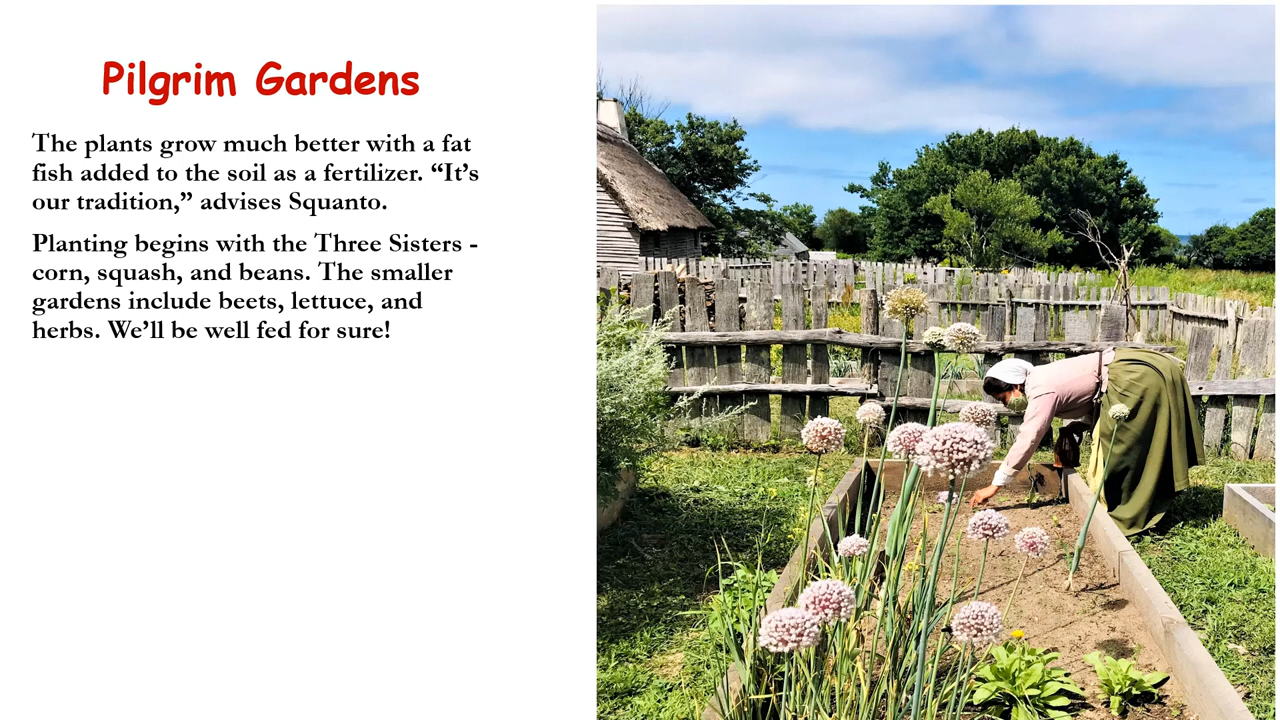 Pilgrim Gardens
The plants grow much better with a fat
fish added to the soil as a fertilizer. “It’s
our tradition,” advises Squanto.
Planting begins with the Three Sisters -
corn, squash, and beans. The smaller
gardens include beets, lettuce, and
herbs. We’ll be well fed for sure!